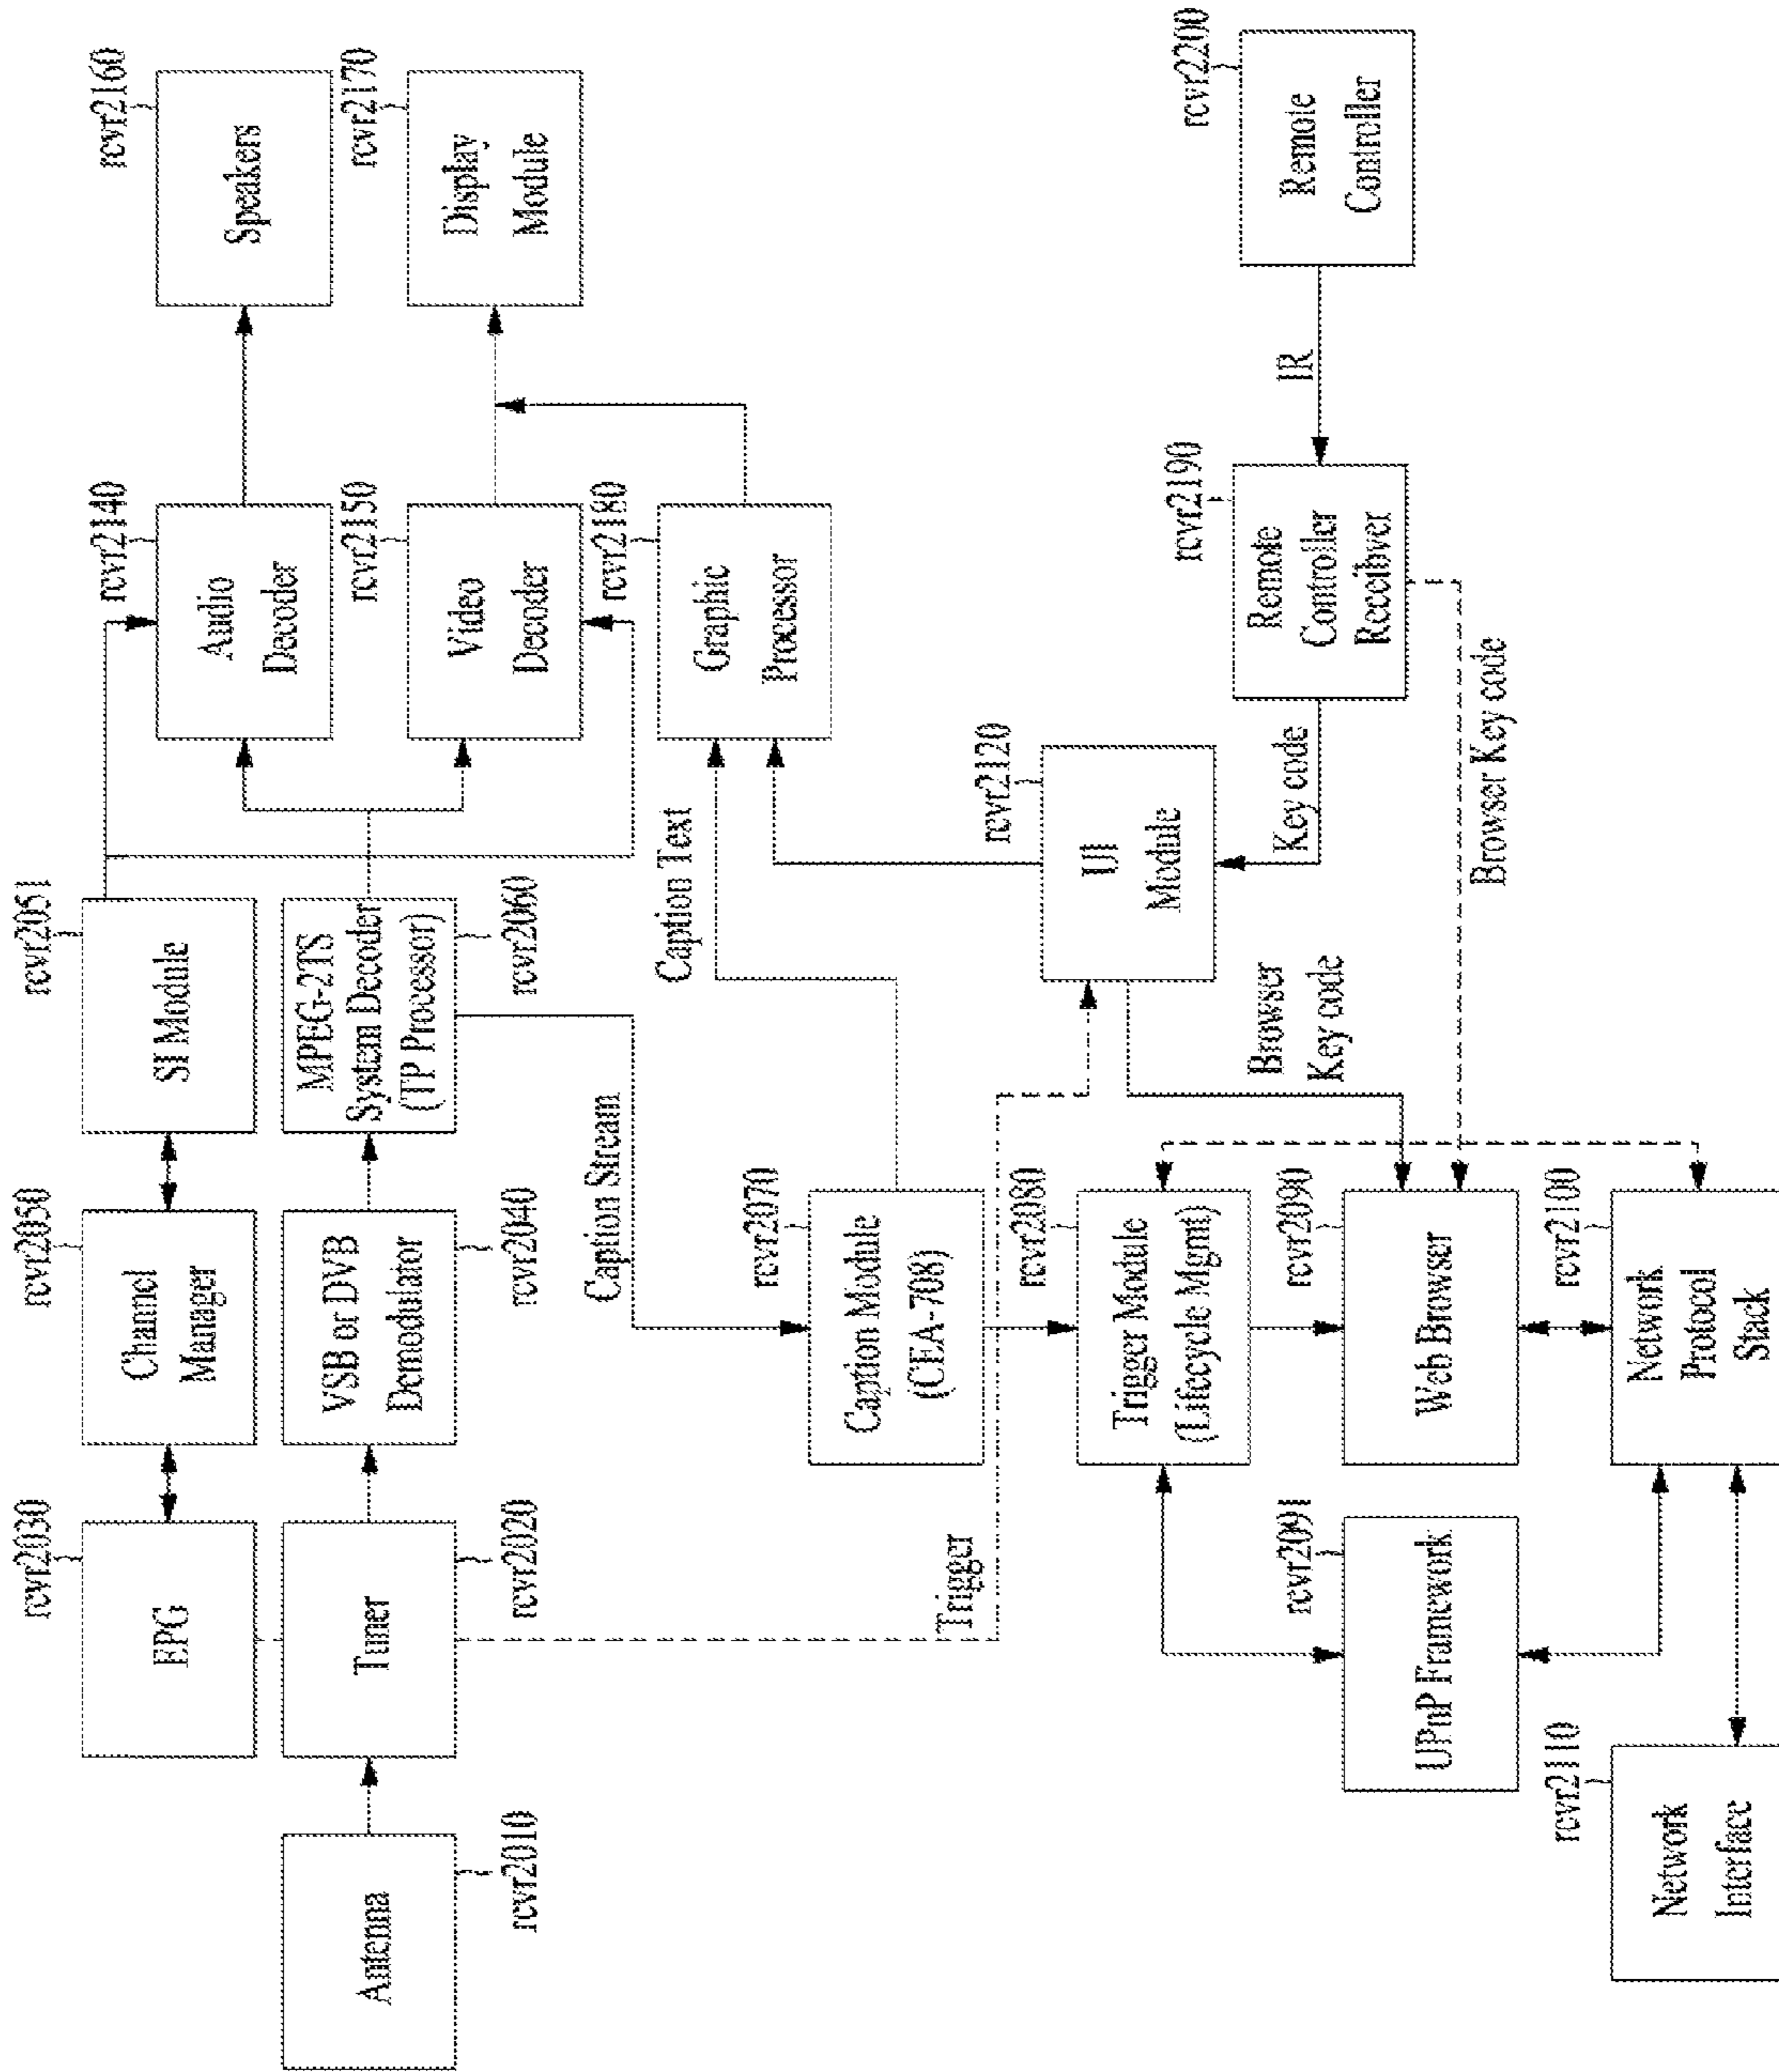 rcvr2030
EPG
rcvr2050
Channel
Manager
rcvr2051
SI Module
Antenna
rcvr2010
Tuner
rcvr2020
VSB or DVB
Demodulator
rcvr2040
MPEG-2TS
System Decoder
(TP Processor)
rcvr2060
rcvr2140
Audio
Decoder
rcvr2160
Speakers
rcvr2150
Video
Decoder
rcvr2170
Display
Module
rcvr2180
Graphic
Processor
Caption Stream
Caption Text
rcvr2070
Caption Module
(CEA-708)
Trigger
rcvr2080
Trigger Module
(Lifecycle Mgnt)
rcvr2120
UI
Module
Browser
Key code
Key code
rcvr2190
Remote
Controller
Receibver
IR
rcvr2200
Remote
Controller
Browser Key code
rcvr2091
UPnP Framework
rcvr2090
Web Browser
rcvr2110
Network
Interface
rcvr2100
Network
Protocol
Stack